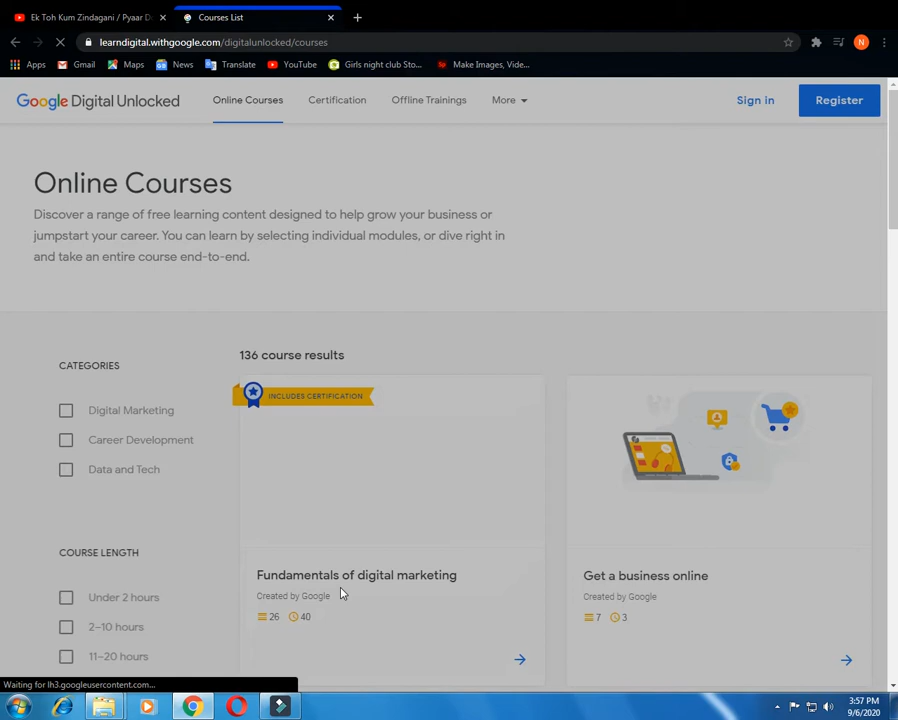 Ek Toh Kum Zindagani / Pyaar D
Courses List
learndigital.withgoogle.com/digitalunlocked/courses
N
Apps
Gmail
Maps
News
Translate
YouTube
Girls night club Sto...
Make Images, Vide...
Google Digital Unlocked
Online Courses
Certification
Offline Trainings
More
Sign in
Register
Online Courses
Discover a range of free learning content designed to help grow your business or
jumpstart your career. You can learn by selecting individual modules, or dive right in
and take an entire course end-to-end.
136 course results
CATEGORIES
Digital Marketing
Career Development
Data and Tech
COURSE LENGTH
Under 2 hours
2–10 hours
11–20 hours
INCLUDES CERTIFICATION
Fundamentals of digital marketing
Created by Google
26 40
Get a business online
Created by Google
7 3
Waiting for lh3.googleusercontent.com...
3:57 PM
9/6/2020